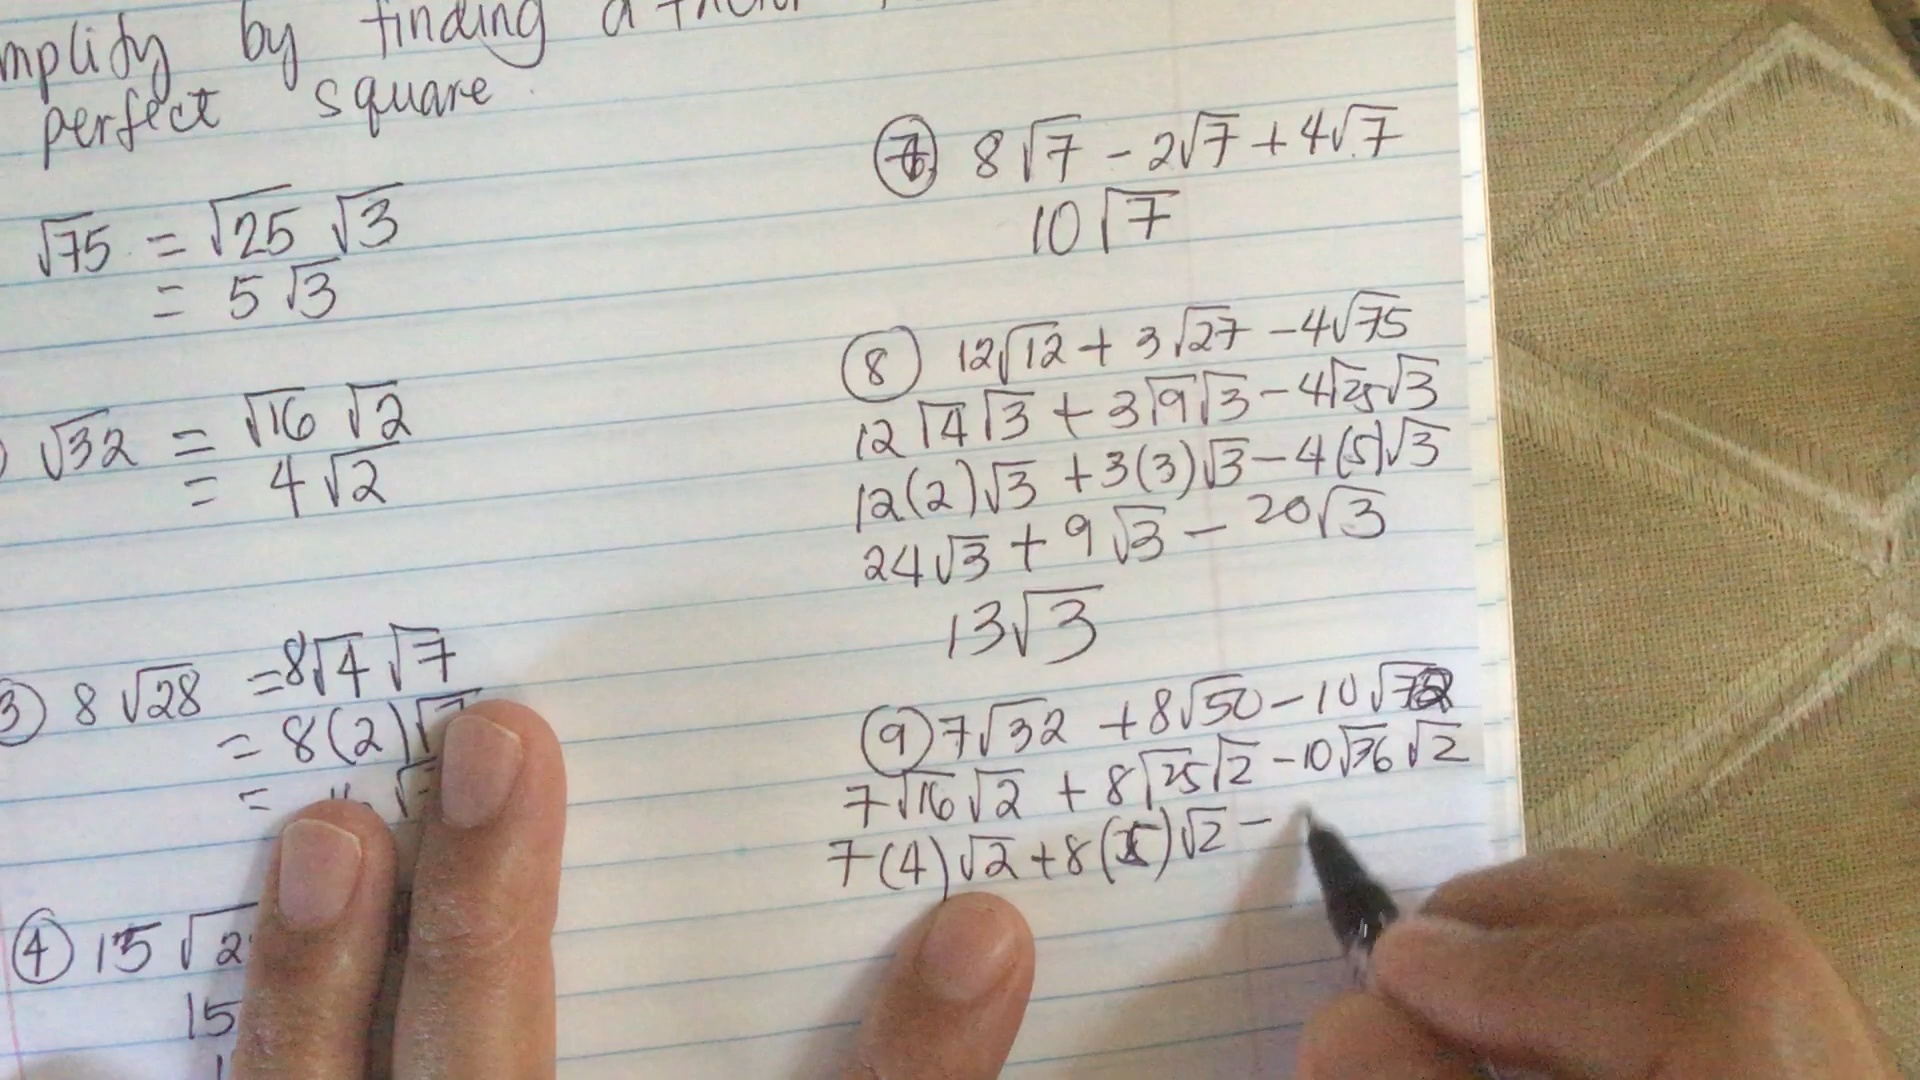 by finding a
perfect square
√75 = √25 √3
= 5√3
√32 = √16 √2
= 4√2
3) 8√28 = 8√4 √7
= 8(2)√7
=
④ 15√2
15
⑦ 8√7 - 2√7 + 4√7
10√7
⑧ 12√12 + 3√27 - 4√75
12√4√3 + 3√9√3 - 4√25√3
12(2)√3 + 3(3)√3 - 4(5)√3
24√3 + 9√3 - 20√3
13√3
⑨ 7√32 + 8√50 - 10√72
7√16√2 + 8√25√2 - 10√36√2
7(4)√2 + 8(5)√2 -